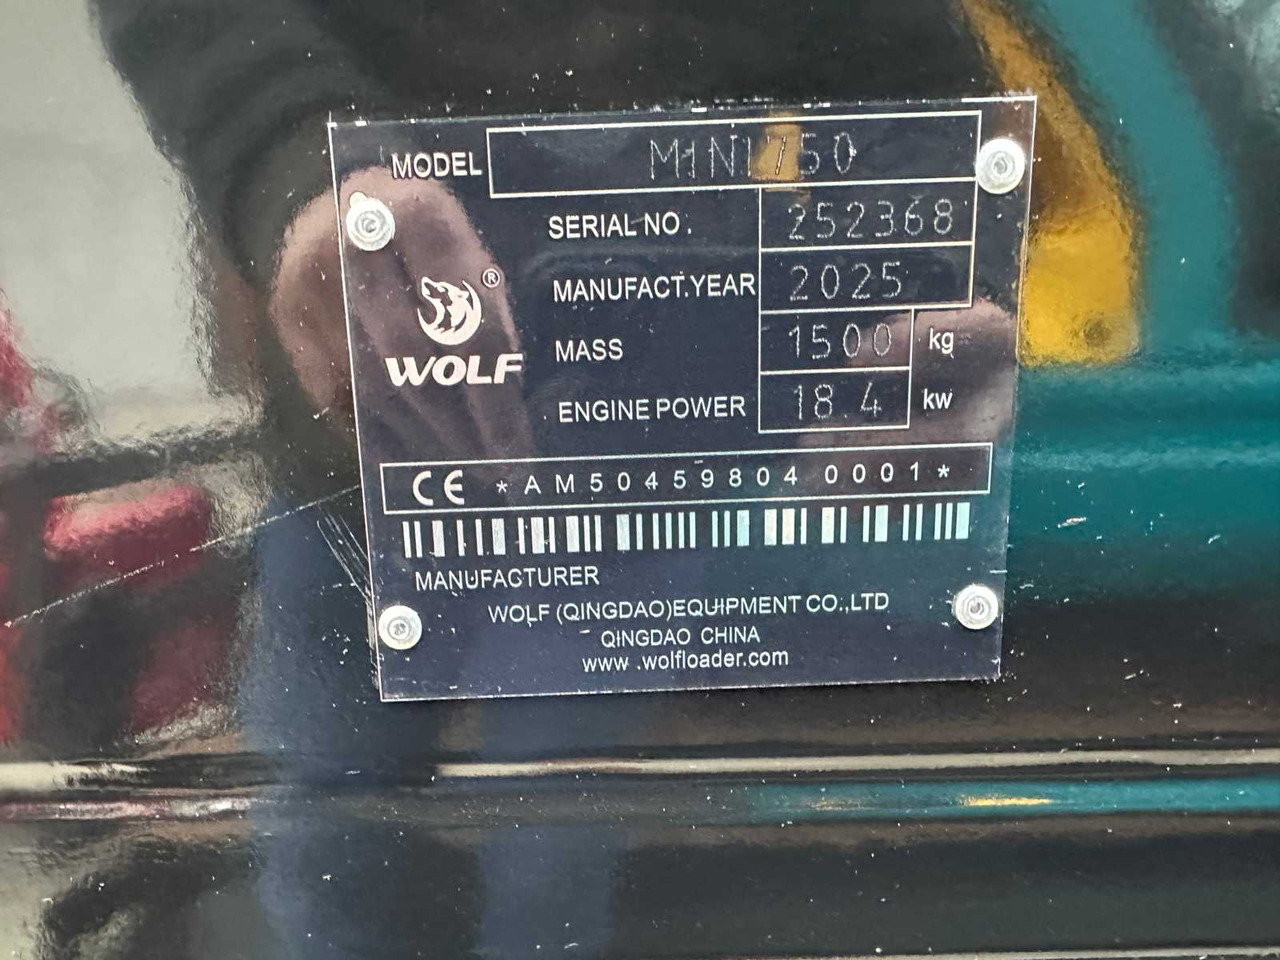 MODEL M1NI750
SERIAL NO. 252368
MANUFACT.YEAR 2025
MASS 1500 kg
ENGINE POWER 18.4 kw
®
WOLF
CE *AM50459804 0001*
MANUFACTURER
WOLF (QINGDAO)EQUIPMENT CO.,LTD
QINGDAO CHINA
www.wolfloader.com